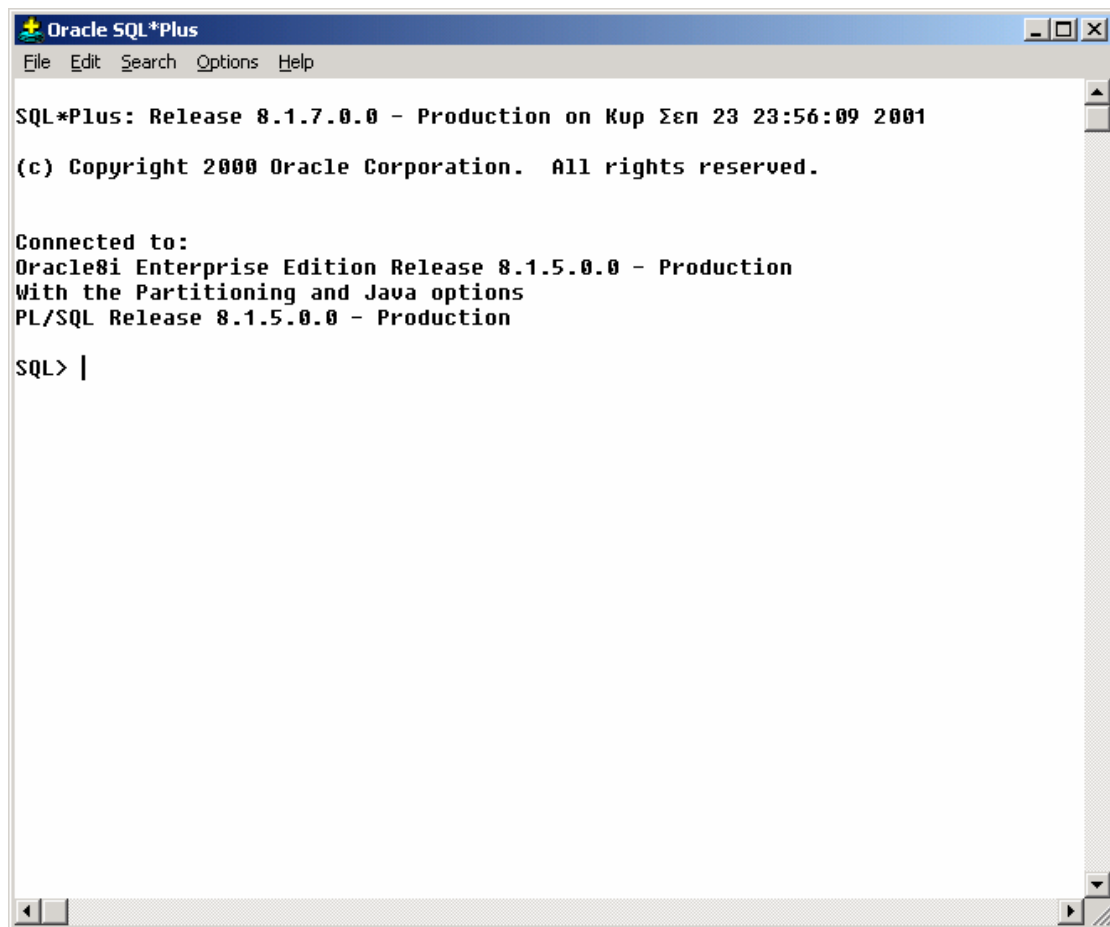 Oracle SQL*Plus
File Edit Search Options Help
SQL*Plus: Release 8.1.7.0.0 - Production on Κυρ Σεπ 23 23:56:09 2001
(c) Copyright 2000 Oracle Corporation.  All rights reserved.
Connected to:
Oracle8i Enterprise Edition Release 8.1.5.0.0 - Production
With the Partitioning and Java options
PL/SQL Release 8.1.5.0.0 - Production
SQL>